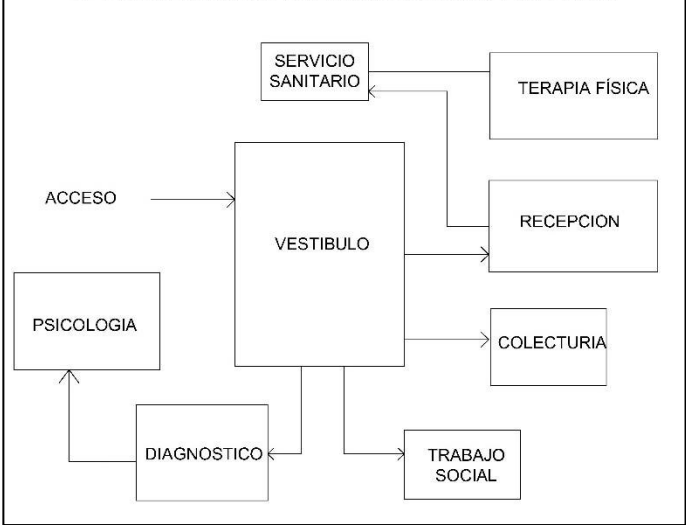 SERVICIO
SANITARIO
TERAPIA FÍSICA
ACCESO
RECEPCION
VESTIBULO
PSICOLOGIA
COLECTURIA
DIAGNOSTICO
TRABAJO
SOCIAL